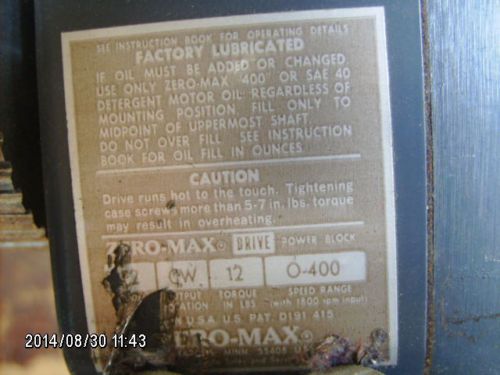 SEE INSTRUCTION BOOK FOR OPERATING DETAILS
FACTORY LUBRICATED
IF OIL MUST BE ADDED OR CHANGED
USE ONLY ZERO-MAX "400" OR SAE 40
DETERGENT MOTOR OIL. REGARDLESS OF
MOUNTING POSITION FILL ONLY TO
MIDPOINT OF UPPERMOST SHAFT.
DO NOT OVER FILL. SEE INSTRUCTION
BOOK FOR OIL FILL IN OUNCES
CAUTION
Drive runs hot to the touch. Tightening
case screws more than 5-7 in. lbs. torque
may result in overheating.
ZERO-MAX® DRIVE POWER BLOCK
CW 12 0-400
TORQUE SPEED RANGE
IN LBS (with 1800 rpm input)
U S A U.S. PAT. D191 415
ZERO-MAX
MINN 55408
2014/08/30 11:43